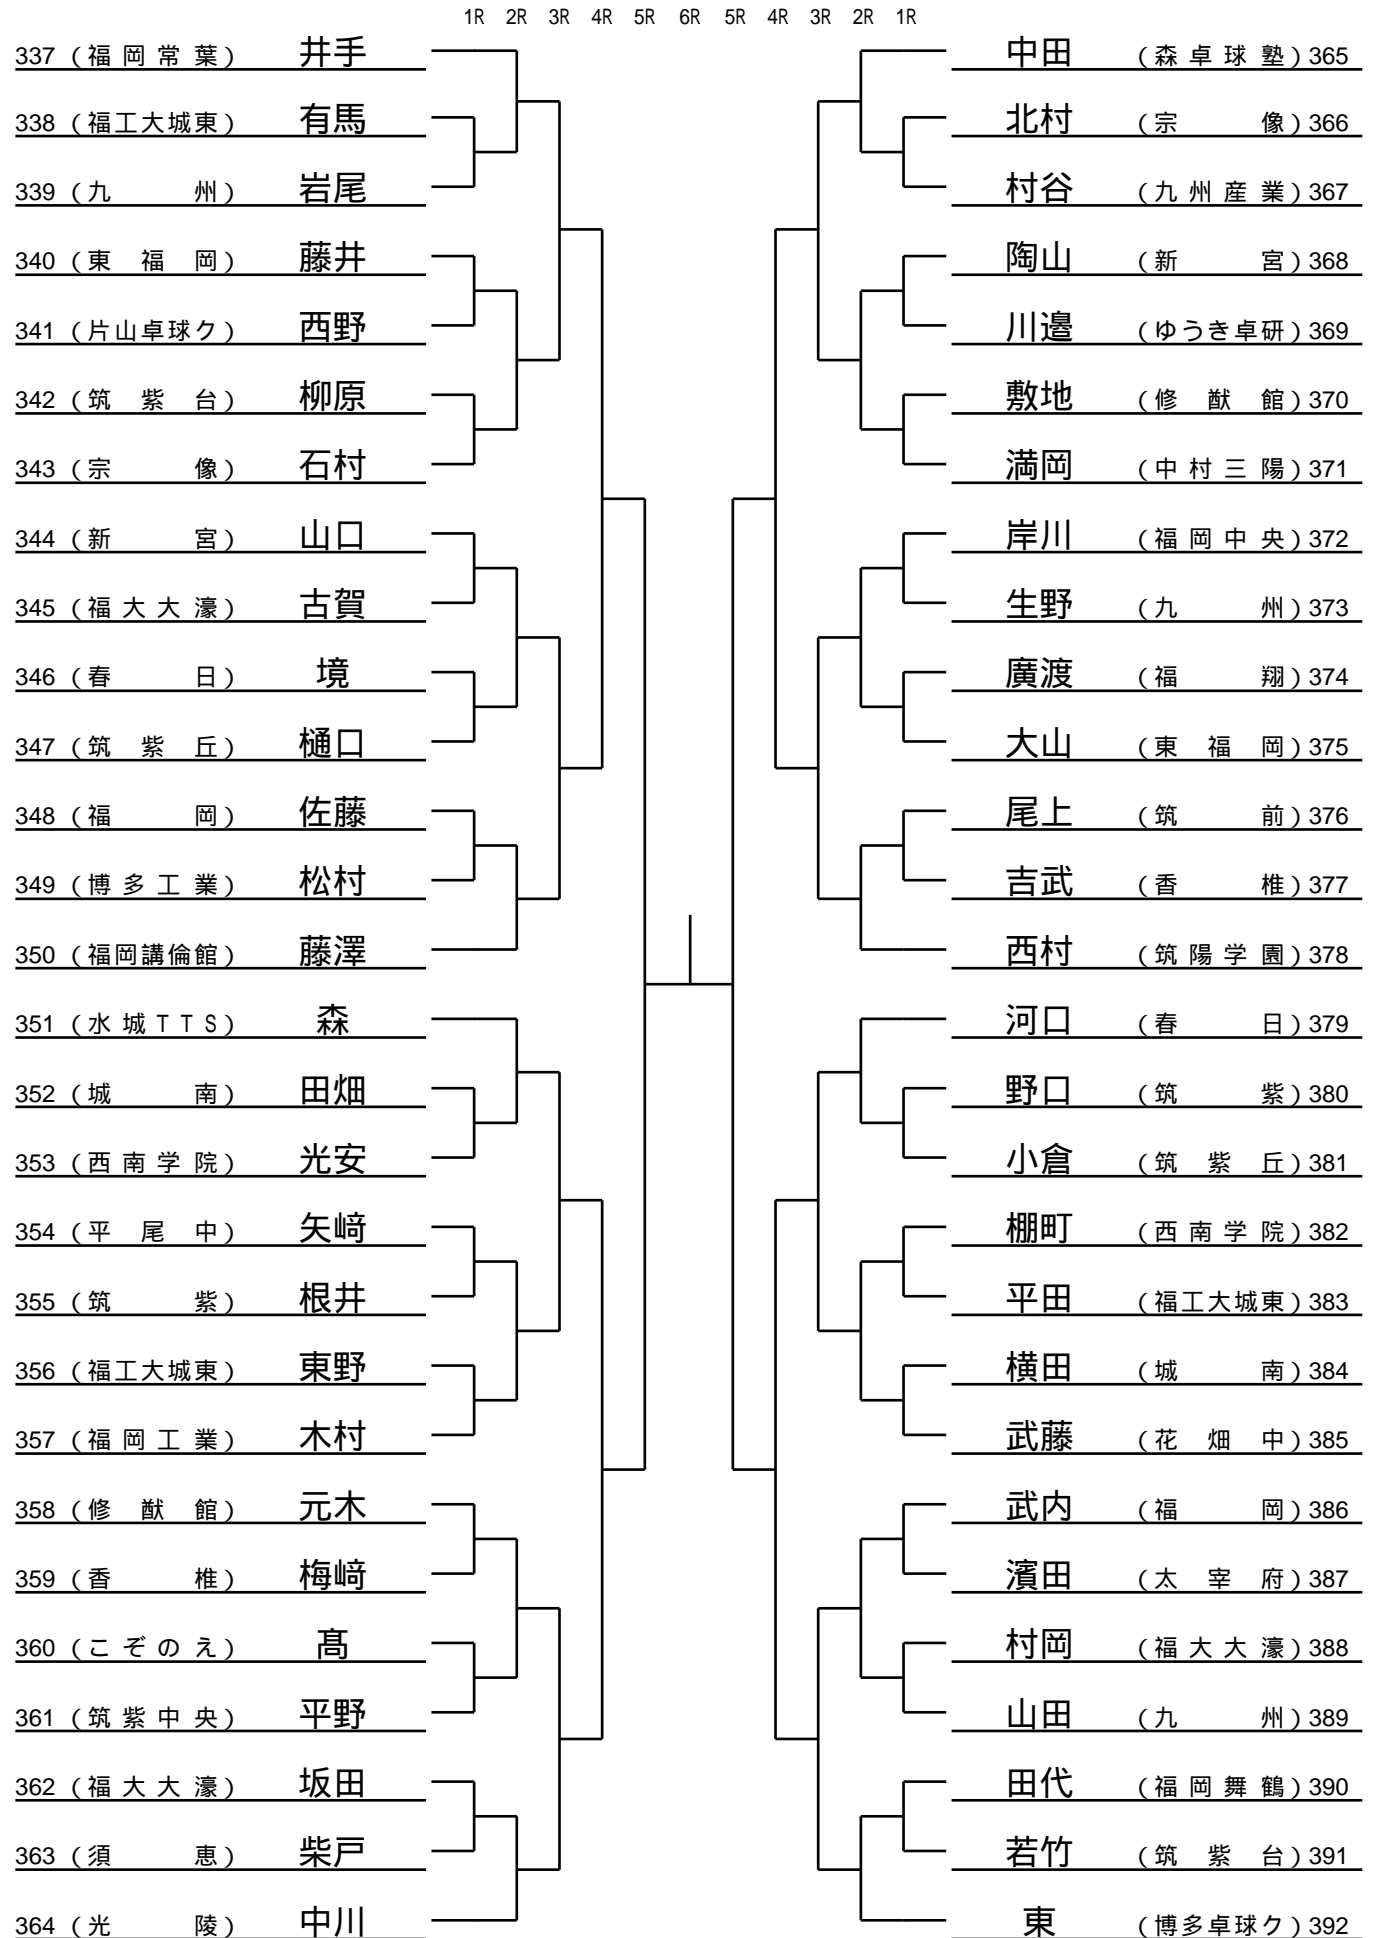 1R 2R 3R 4R 5R 6R 5R 4R 3R 2R 1R
337 (福岡常葉) 井手 中田 (森卓球塾) 365
338 (福工大城東) 有馬 北村 (宗像) 366
339 (九州) 岩尾 村谷 (九州産業) 367
340 (東福岡) 藤井 陶山 (新宮) 368
341 (片山卓球ク) 西野 川邉 (ゆうき卓研) 369
342 (筑紫台) 柳原 敷地 (修猷館) 370
343 (宗像) 石村 満岡 (中村三陽) 371
344 (新宮) 山口 岸川 (福岡中央) 372
345 (福大大濠) 古賀 生野 (九州) 373
346 (春日) 境 廣渡 (福翔) 374
347 (筑紫丘) 樋口 大山 (東福岡) 375
348 (福岡) 佐藤 尾上 (筑前) 376
349 (博多工業) 松村 吉武 (香椎) 377
350 (福岡講倫館) 藤澤 西村 (筑陽学園) 378
351 (水城TTS) 森 河口 (春日) 379
352 (城南) 田畑 野口 (筑紫) 380
353 (西南学院) 光安 小倉 (筑紫丘) 381
354 (平尾中) 矢﨑 棚町 (西南学院) 382
355 (筑紫) 根井 平田 (福工大城東) 383
356 (福工大城東) 東野 横田 (城南) 384
357 (福岡工業) 木村 武藤 (花畑中) 385
358 (修猷館) 元木 武内 (福岡) 386
359 (香椎) 梅﨑 濱田 (太宰府) 387
360 (こぞのえ) 髙 村岡 (福大大濠) 388
361 (筑紫中央) 平野 山田 (九州) 389
362 (福大大濠) 坂田 田代 (福岡舞鶴) 390
363 (須恵) 柴戸 若竹 (筑紫台) 391
364 (光陵) 中川 東 (博多卓球ク) 392